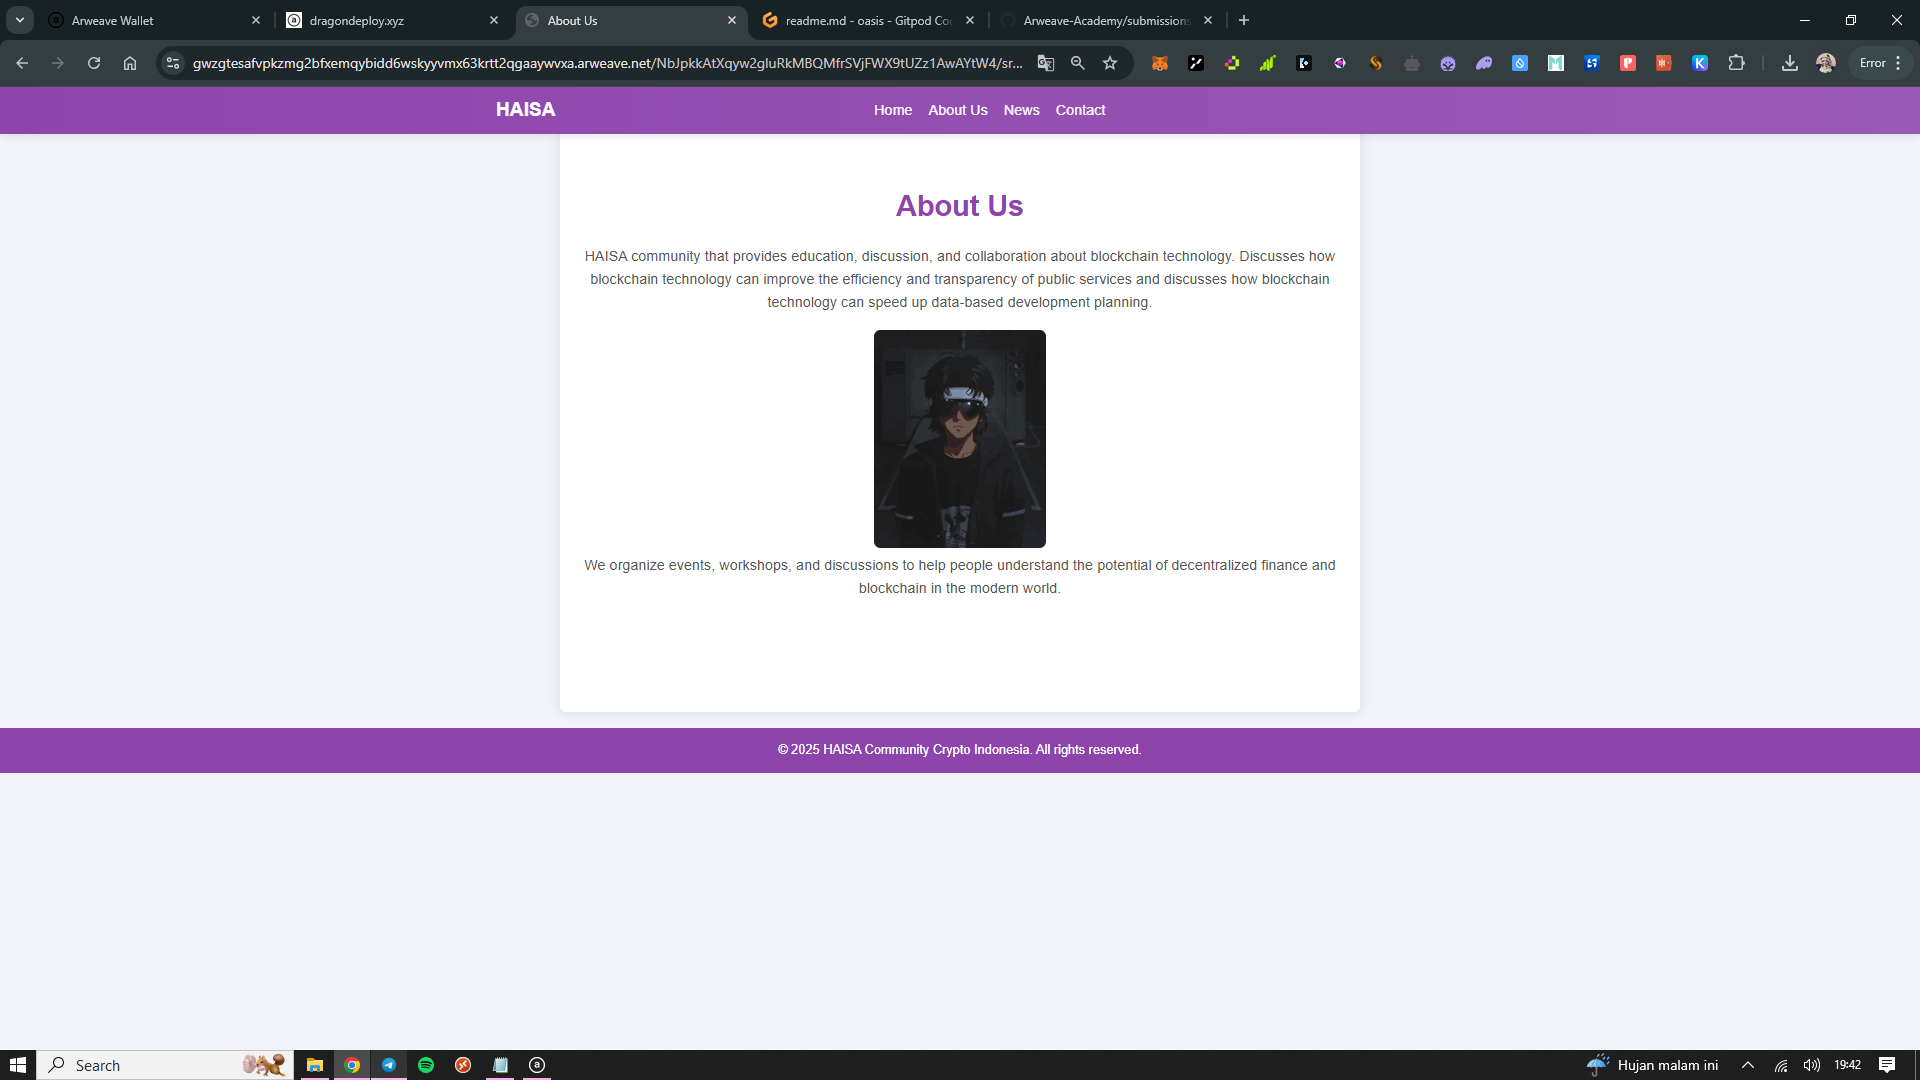 Arweave Wallet
dragondeploy.xyz
About Us
readme.md - oasis - Gitpod Co
Arweave-Academy/submissions
gwzgtesafvpkzmg2bfxemqybidd6wskyyvmx63krtt2qgaaywvxa.arweave.net/NbJpkkAtXqyw2gluRkMBQMfrSVjFWX9tUZz1AwAYtW4/sr...
Error
HAISA
Home
About Us
News
Contact
About Us
HAISA community that provides education, discussion, and collaboration about blockchain technology. Discusses how
blockchain technology can improve the efficiency and transparency of public services and discusses how blockchain
technology can speed up data-based development planning.
We organize events, workshops, and discussions to help people understand the potential of decentralized finance and
blockchain in the modern world.
© 2025 HAISA Community Crypto Indonesia. All rights reserved.
Search
Hujan malam ini
19:42